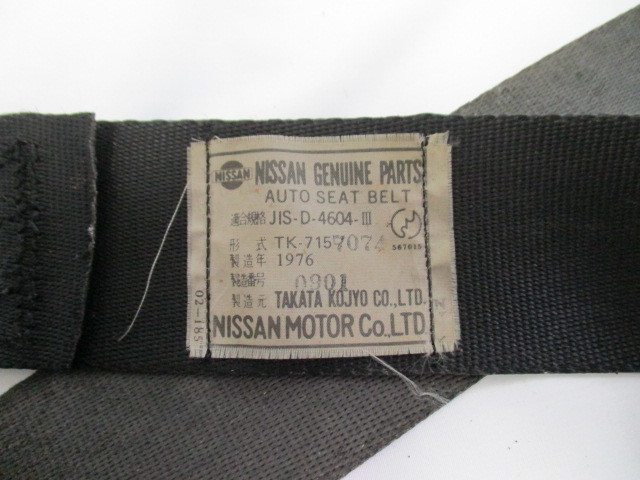 NISSAN NISSAN GENUINE PARTS
AUTO SEAT BELT
適合規格 JIS-D-4604-III
形式 TK-7157074
567015
製造年 1976
製造番号 0901
製造元 TAKATA KOJYO CO.,LTD.
NISSAN MOTOR CO.,LTD.
02-185